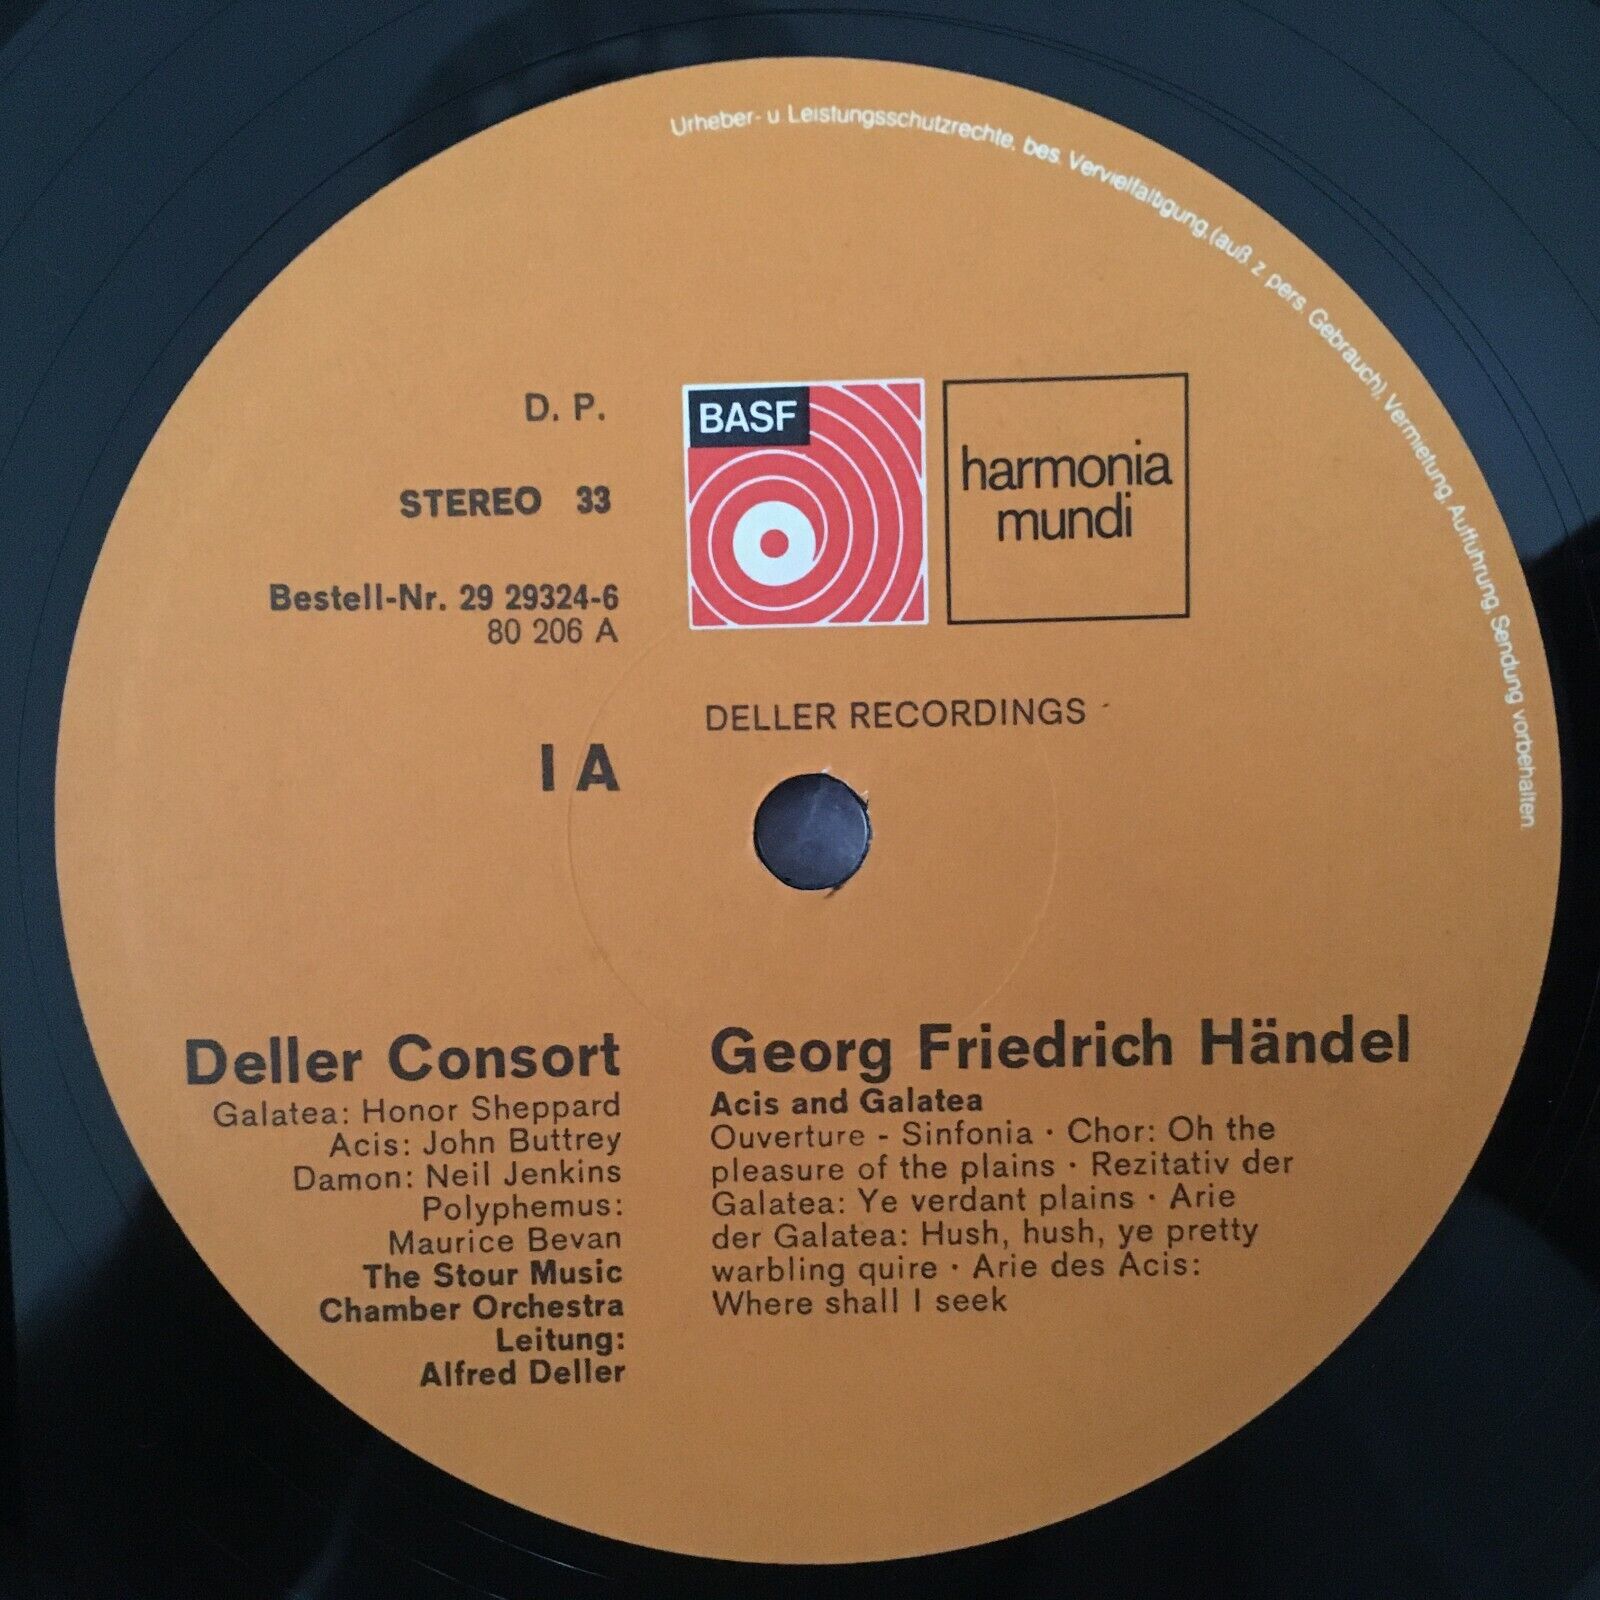 Urheber- u Leistungsschutzrechte, bes. Vervielfältigung, (auß. z. pers. Gebrauch), Vermietung, Aufführung, Sendung vorbehalten.
D. P.
STEREO 33
Bestell-Nr. 29 29324-6
80 206 A
I A
BASF
harmonia
mundi
DELLER RECORDINGS
Deller Consort
Galatea: Honor Sheppard
Acis: John Buttrey
Damon: Neil Jenkins
Polyphemus:
Maurice Bevan
The Stour Music
Chamber Orchestra
Leitung:
Alfred Deller
Georg Friedrich Händel
Acis and Galatea
Ouverture - Sinfonia · Chor: Oh the
pleasure of the plains · Rezitativ der
Galatea: Ye verdant plains · Arie
der Galatea: Hush, hush, ye pretty
warbling quire · Arie des Acis:
Where shall I seek